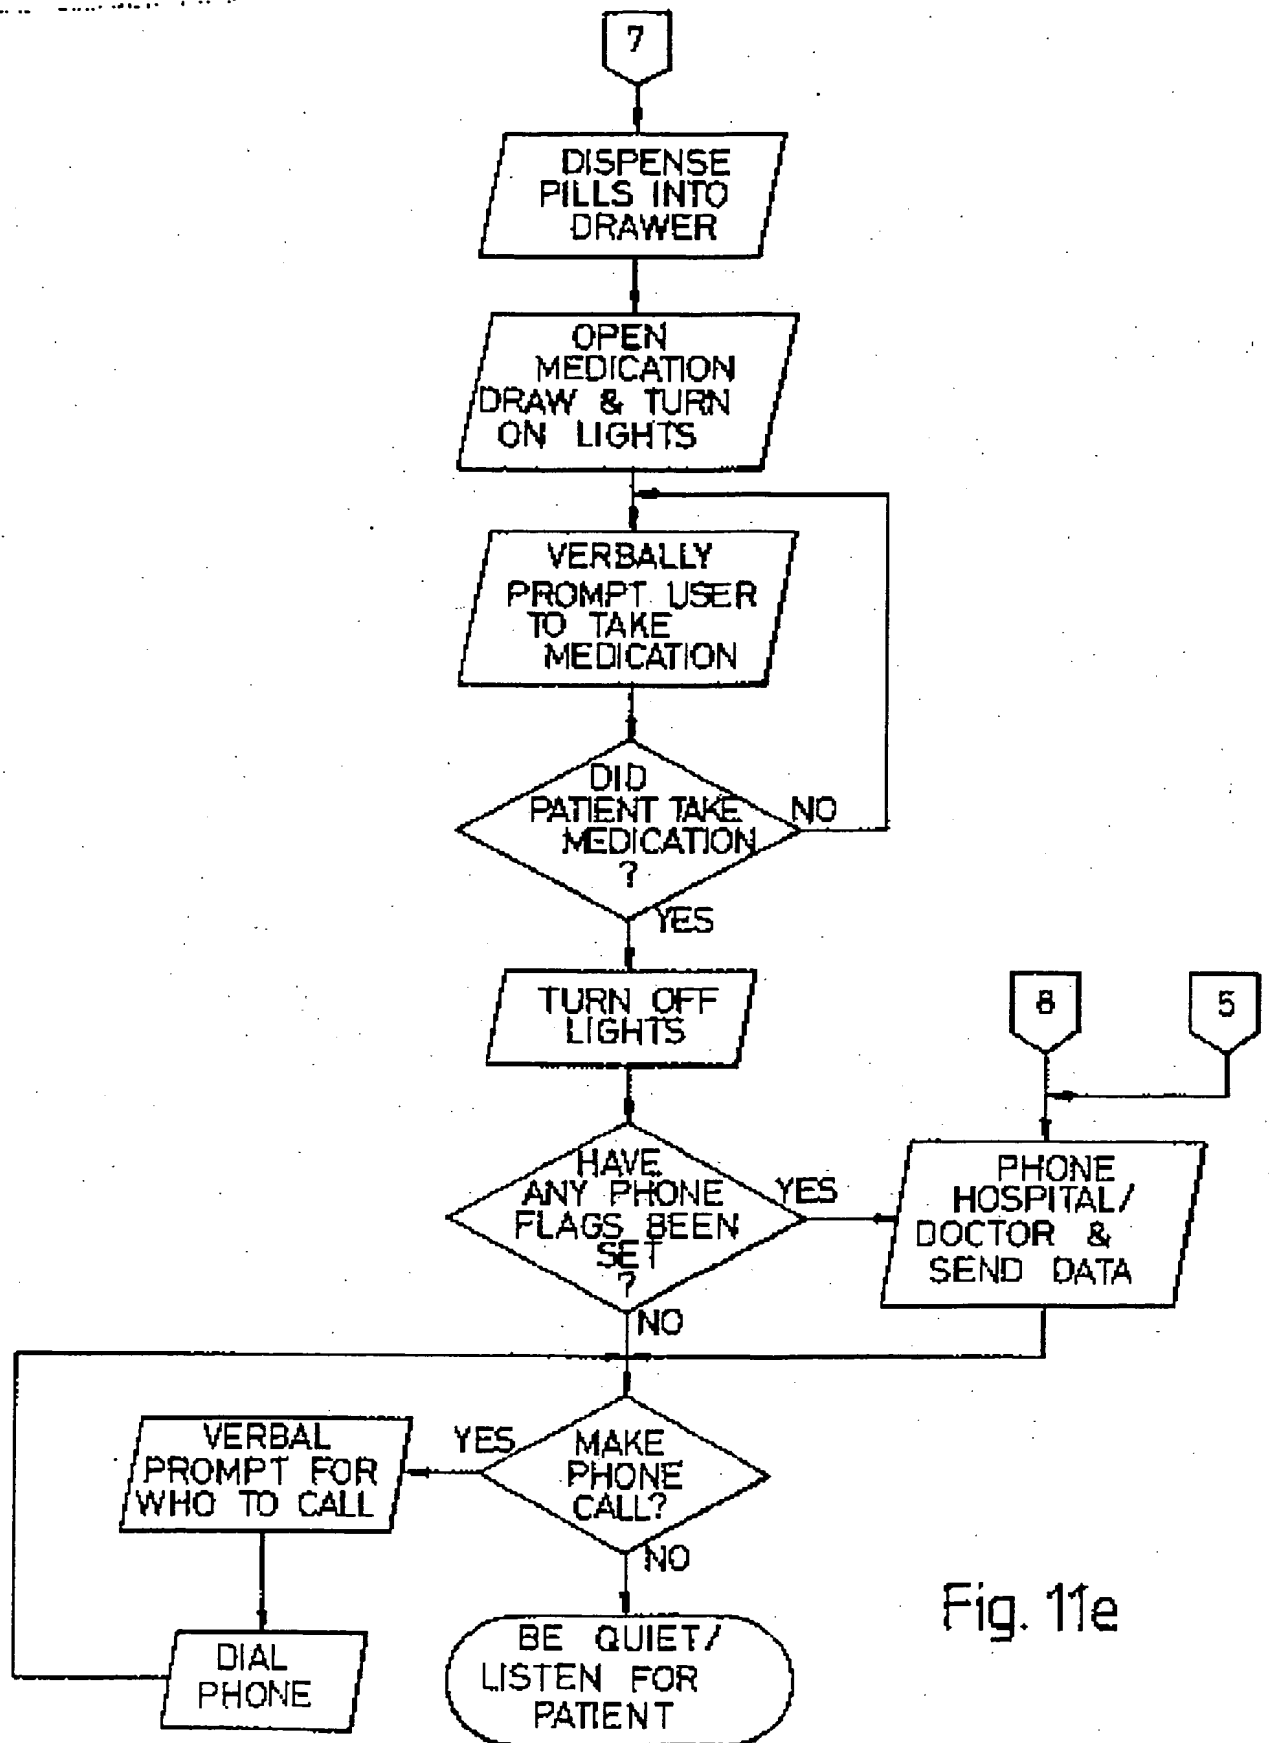 7
DISPENSE
PILLS INTO
DRAWER
OPEN
MEDICATION
DRAW & TURN
ON LIGHTS
VERBALLY
PROMPT USER
TO TAKE
MEDICATION
DID
PATIENT TAKE
MEDICATION
?
NO
YES
TURN OFF
LIGHTS
8
5
HAVE
ANY PHONE
FLAGS BEEN
SET
?
YES
NO
PHONE
HOSPITAL/
DOCTOR &
SEND DATA
MAKE
PHONE
CALL?
YES
NO
VERBAL
PROMPT FOR
WHO TO CALL
DIAL
PHONE
BE QUIET/
LISTEN FOR
PATIENT
Fig. 11e